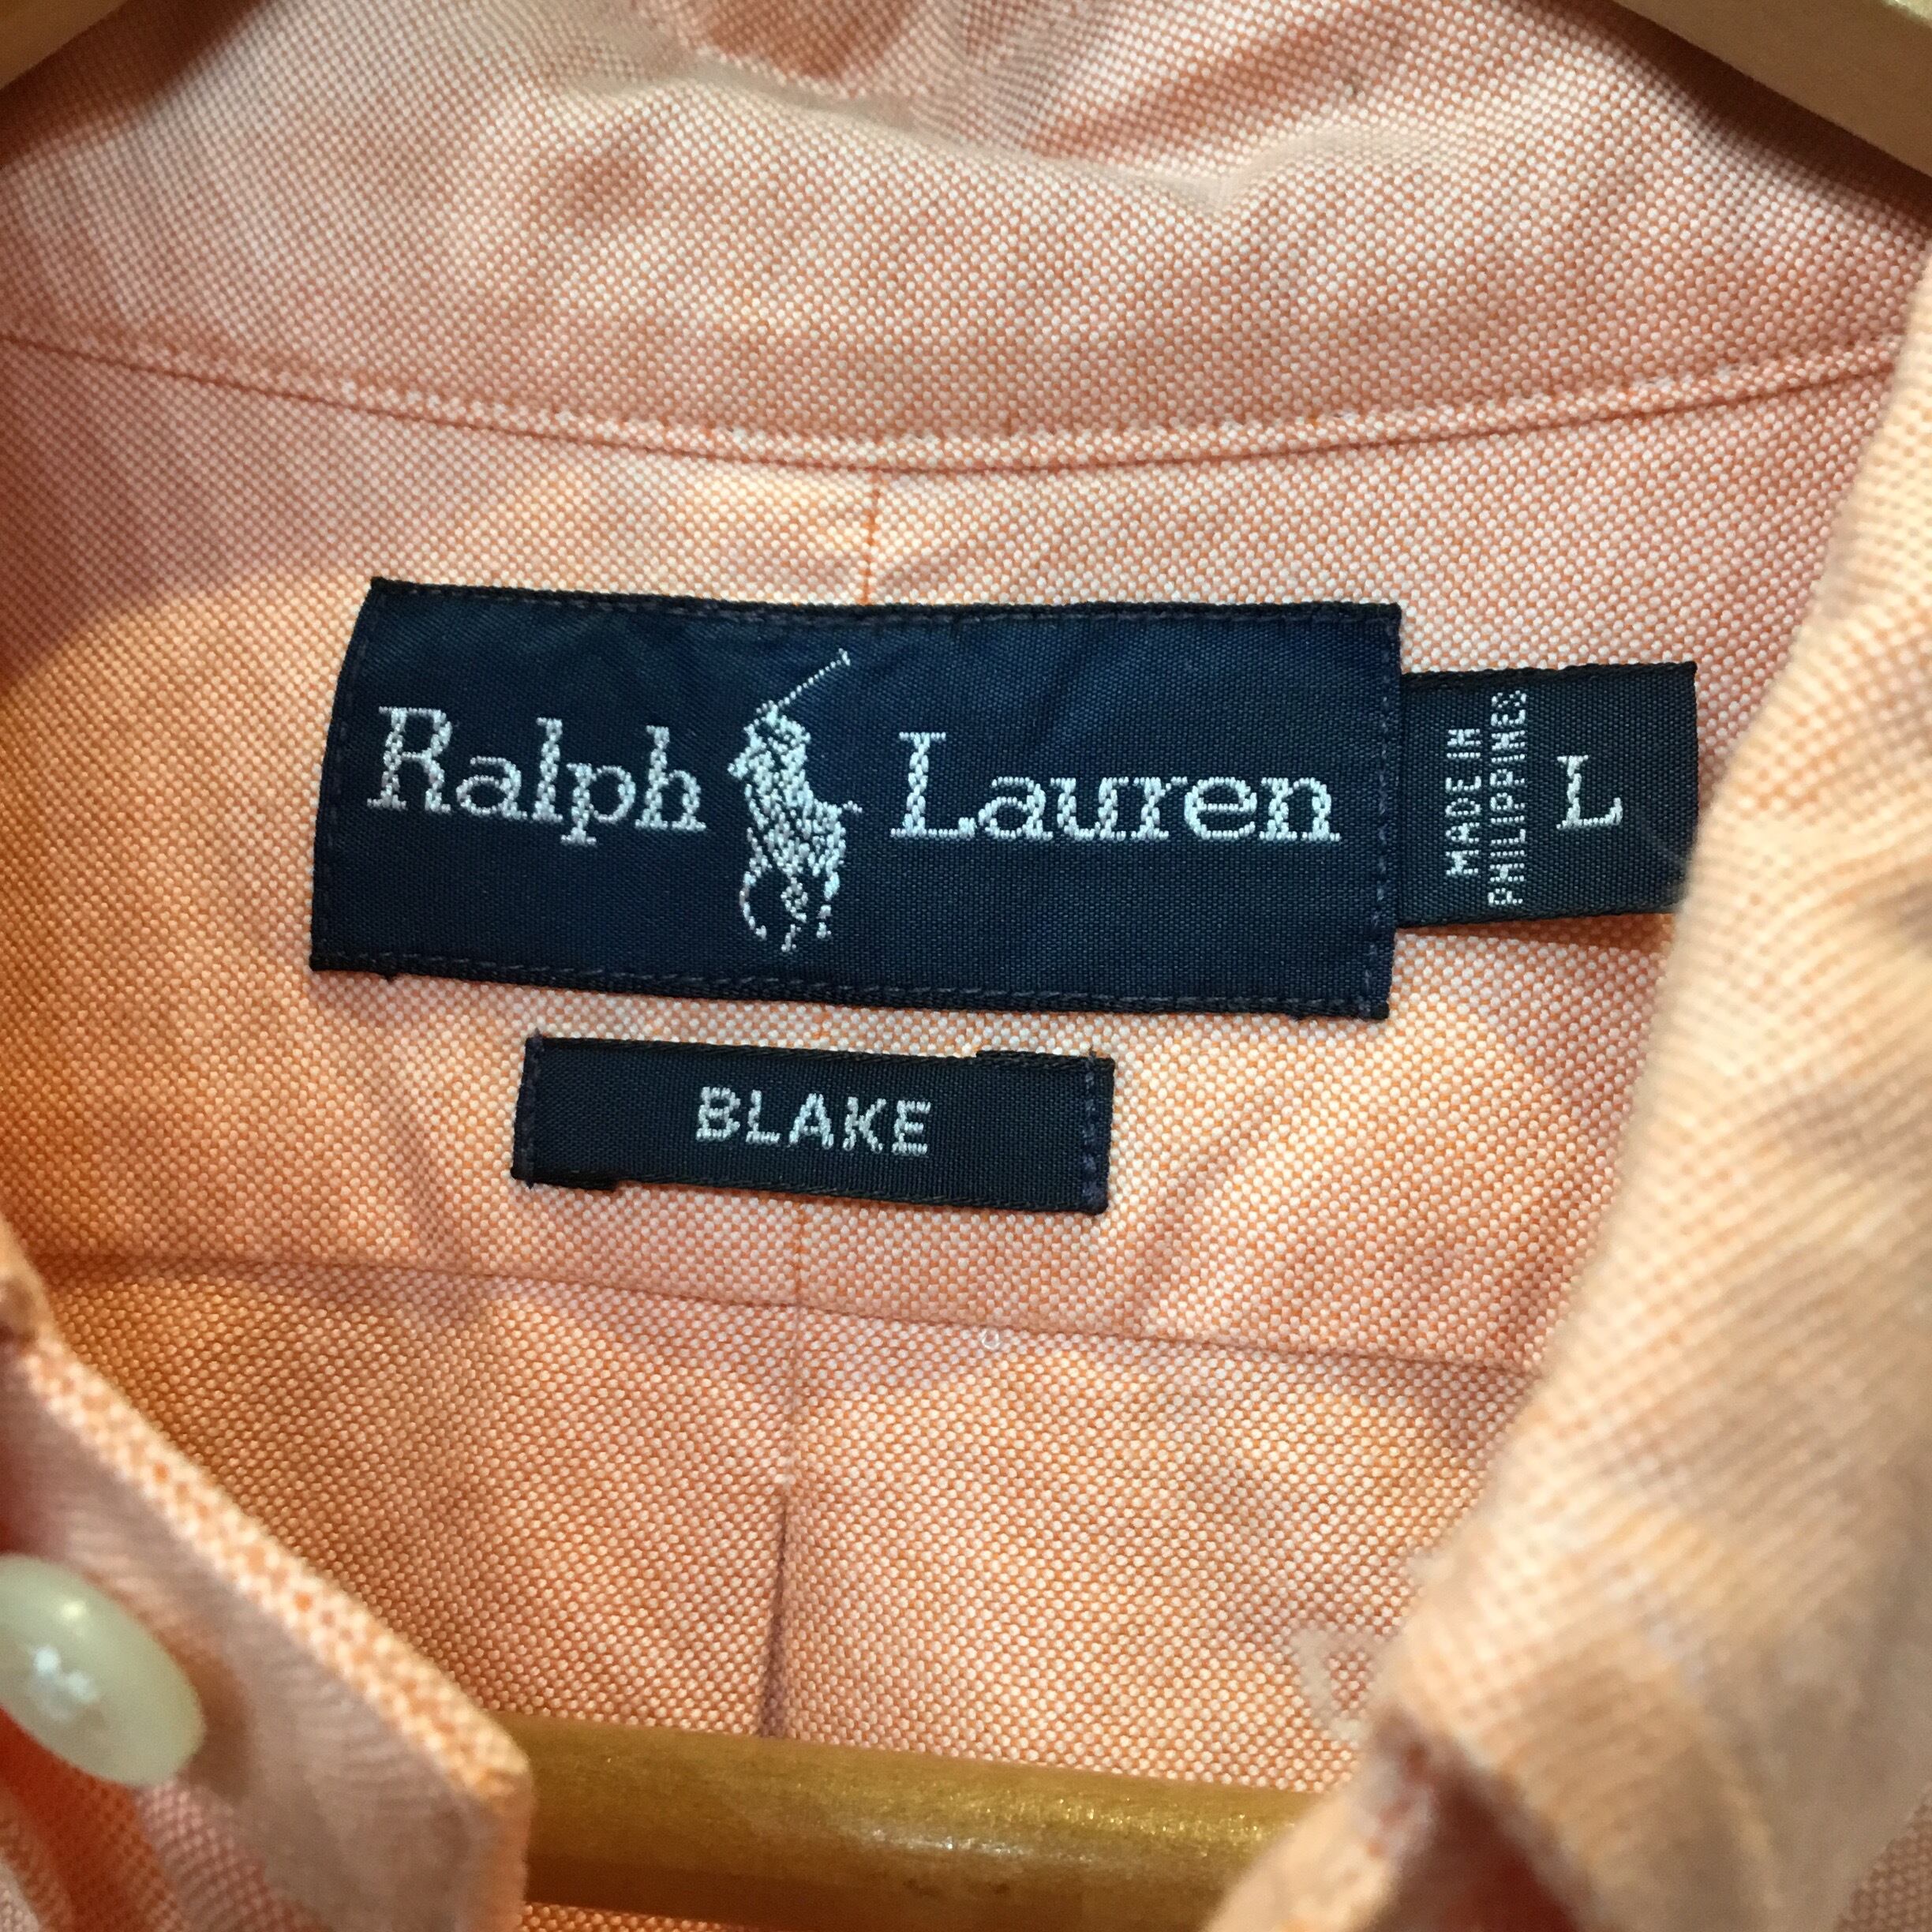 Ralph Lauren
MADE IN
PHILIPPINES
L
BLAKE